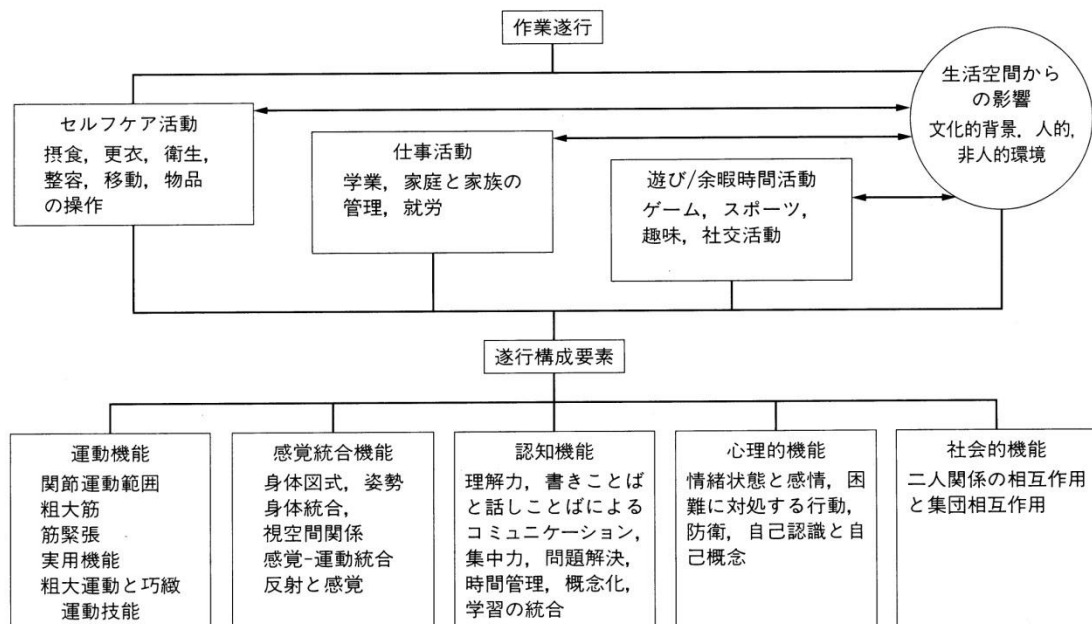 作業遂行
生活空間から
の影響
文化的背景，人的，
非人的環境
セルフケア活動
摂食，更衣，衛生，
整容，移動，物品
の操作
仕事活動
学業，家庭と家族の
管理，就労
遊び/余暇時間活動
ゲーム，スポーツ，
趣味，社交活動
遂行構成要素
運動機能
関節運動範囲
粗大筋
筋緊張
実用機能
粗大運動と巧緻
運動技能
感覚統合機能
身体図式，姿勢
身体統合，
視空間関係
感覚-運動統合
反射と感覚
認知機能
理解力，書きことば
と話しことばによる
コミュニケーション，
集中力，問題解決，
時間管理，概念化，
学習の統合
心理的機能
情緒状態と感情，困
難に対処する行動，
防衛，自己認識と自
己概念
社会的機能
二人関係の相互作用
と集団相互作用